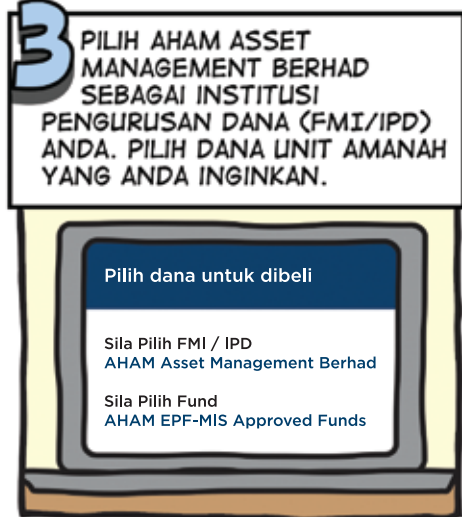 3
PILIH AHAM ASSET
MANAGEMENT BERHAD
SEBAGAI INSTITUSI
PENGURUSAN DANA (FMI/IPD)
ANDA. PILIH DANA UNIT AMANAH
YANG ANDA INGINKAN.
Pilih dana untuk dibeli
Sila Pilih FMI / IPD
AHAM Asset Management Berhad
Sila Pilih Fund
AHAM EPF-MIS Approved Funds